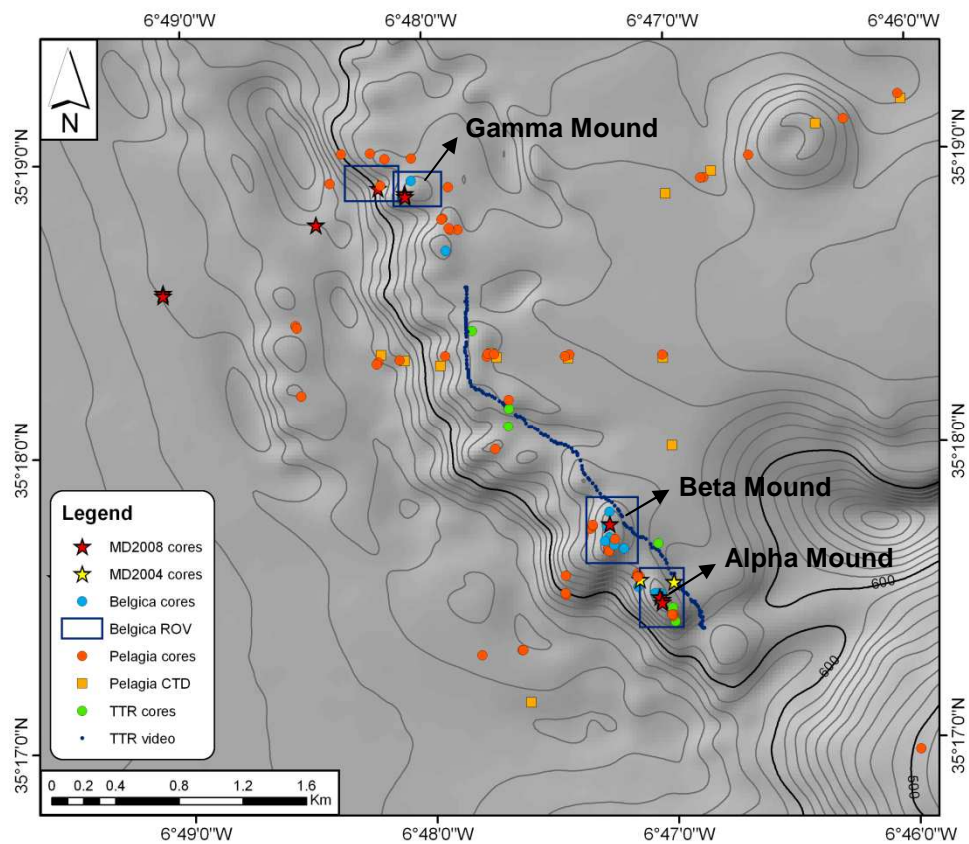 6°49'0"W 6°48'0"W 6°47'0"W 6°46'0"W
N
Gamma Mound
35°19'0"N 35°19'0"N
35°18'0"N 35°18'0"N
Beta Mound
Alpha Mound
Legend
MD2008 cores
MD2004 cores
Belgica cores
Belgica ROV
Pelagia cores
Pelagia CTD
TTR cores
TTR video
600
600
500
35°17'0"N 35°17'0"N
0 0.2 0.4 0.8 1.2 1.6
Km
6°49'0"W 6°48'0"W 6°47'0"W 6°46'0"W